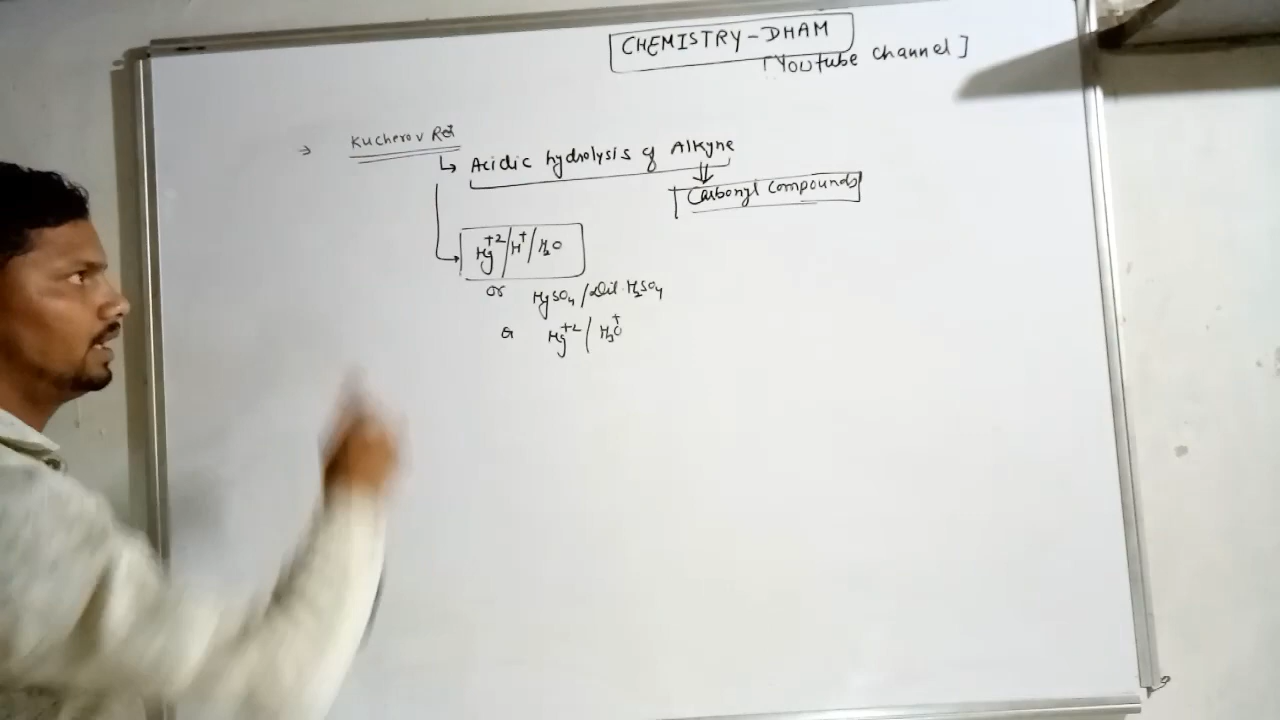 CHEMISTRY-DHAM
[Youtube channel]
→ Kucherov Rxn
↳ Acidic hydrolysis of Alkyne
⇓
Carbonyl compounds
Hg+2/H+/H2O
or HgSO4/Dil. H2SO4
or Hg+2/H3O+